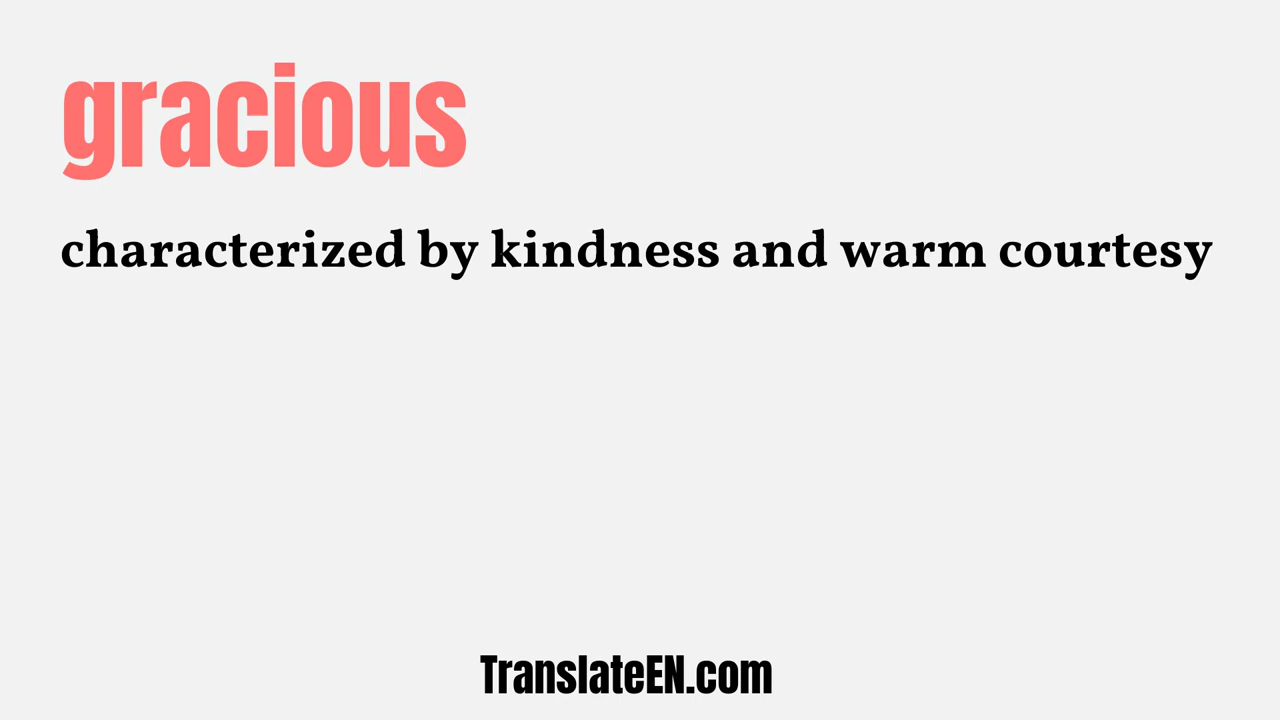 gracious
characterized by kindness and warm courtesy
TranslateEN.com